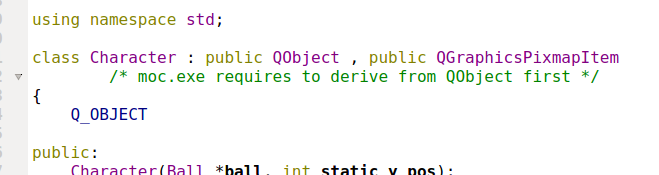 using namespace std;
class Character : public QObject , public QGraphicsPixmapItem
/* moc.exe requires to derive from QObject first */
{
Q_OBJECT
public:
Character(Ball *ball, int static_y_pos);